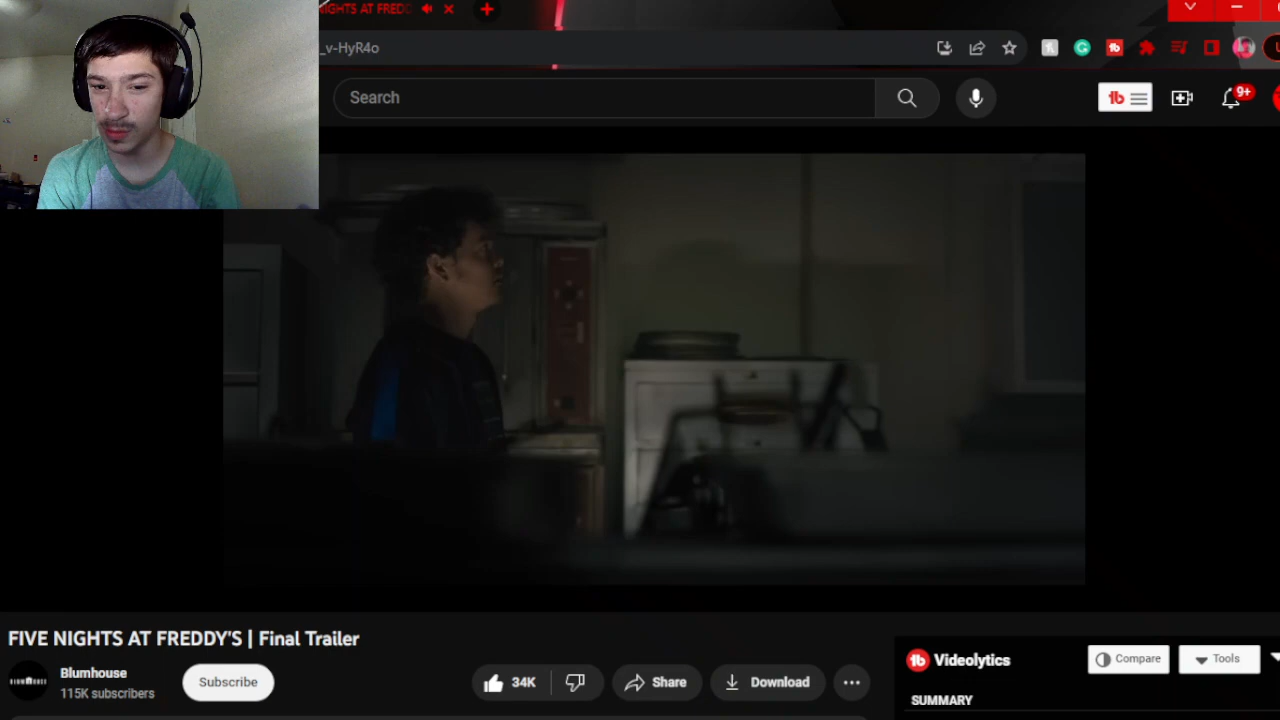 NIGHTS AT FREDD
_v-HyR4o
Search
9+
FIVE NIGHTS AT FREDDY'S | Final Trailer
Blumhouse
115K subscribers
Subscribe
34K
Share
Download
Videolytics
Compare
Tools
SUMMARY